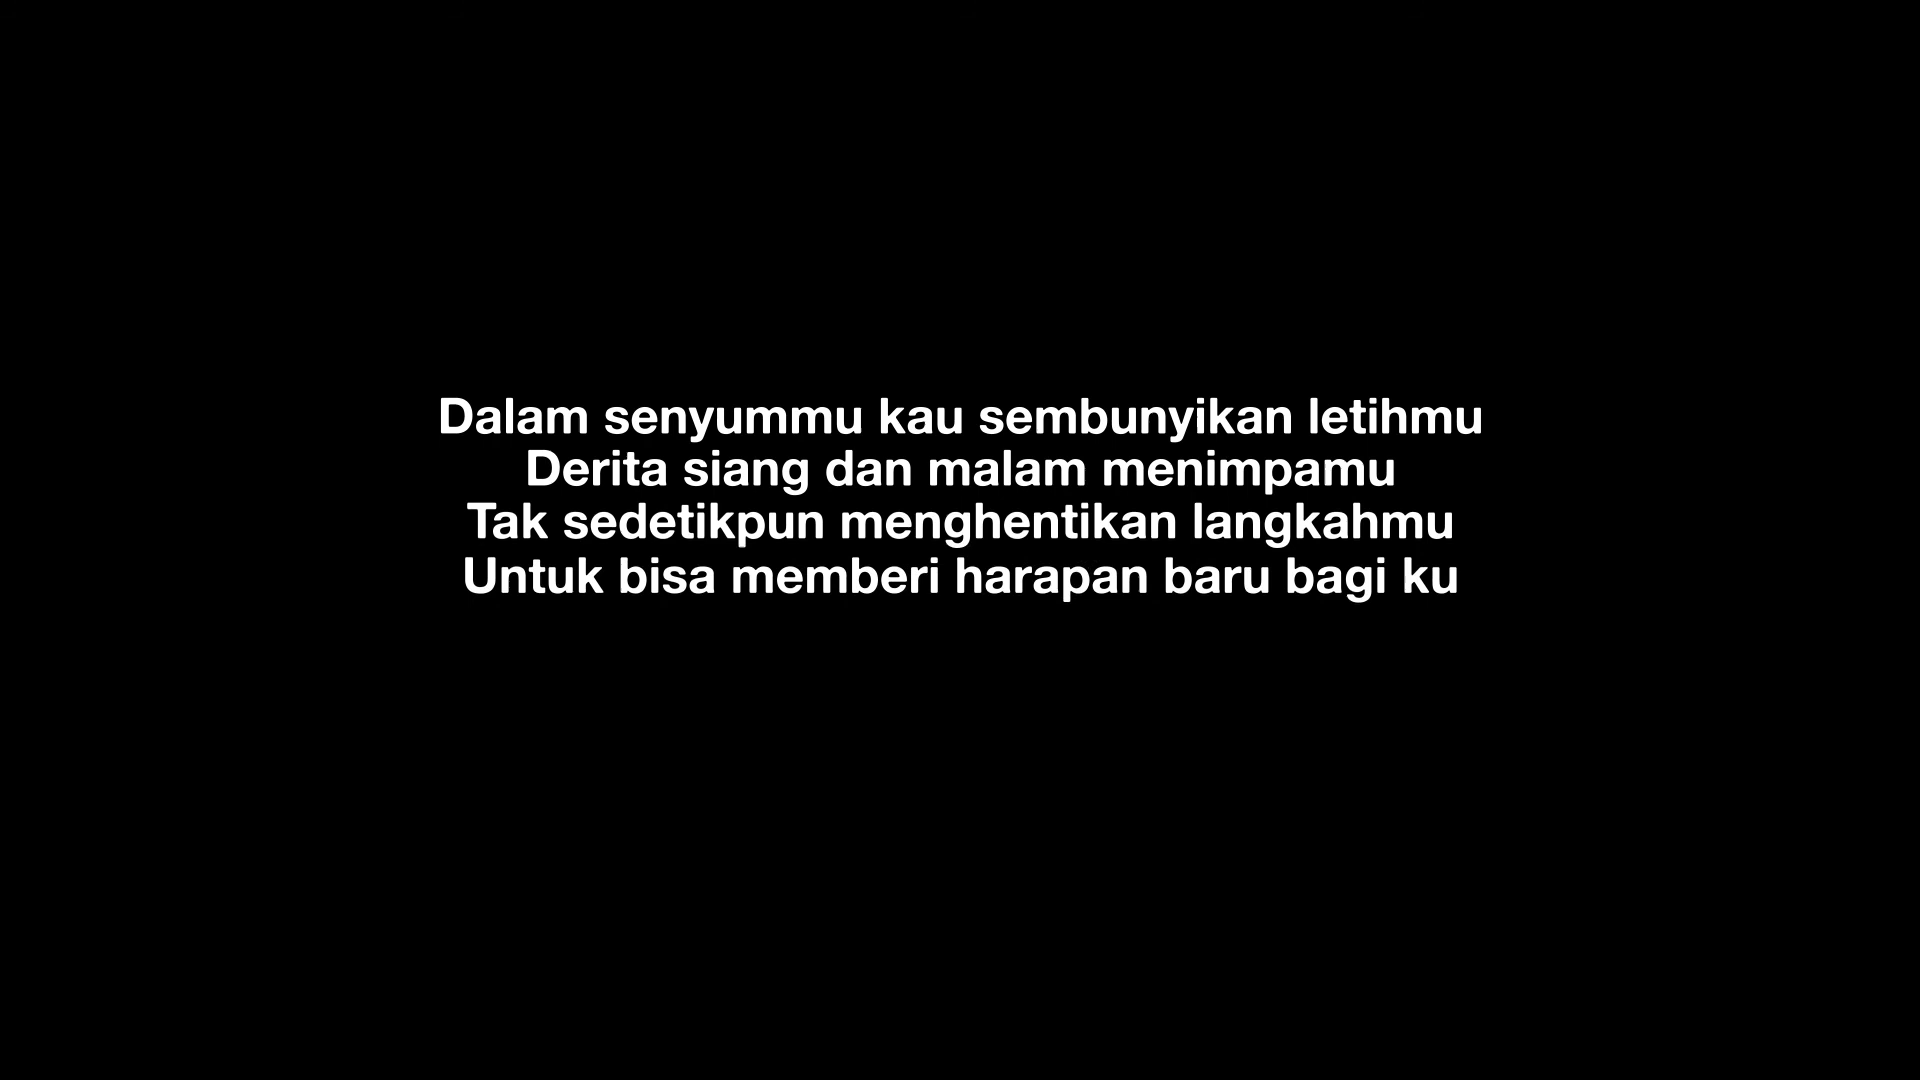 Dalam senyummu kau sembunyikan letihmu
Derita siang dan malam menimpamu
Tak sedetikpun menghentikan langkahmu
Untuk bisa memberi harapan baru bagi ku